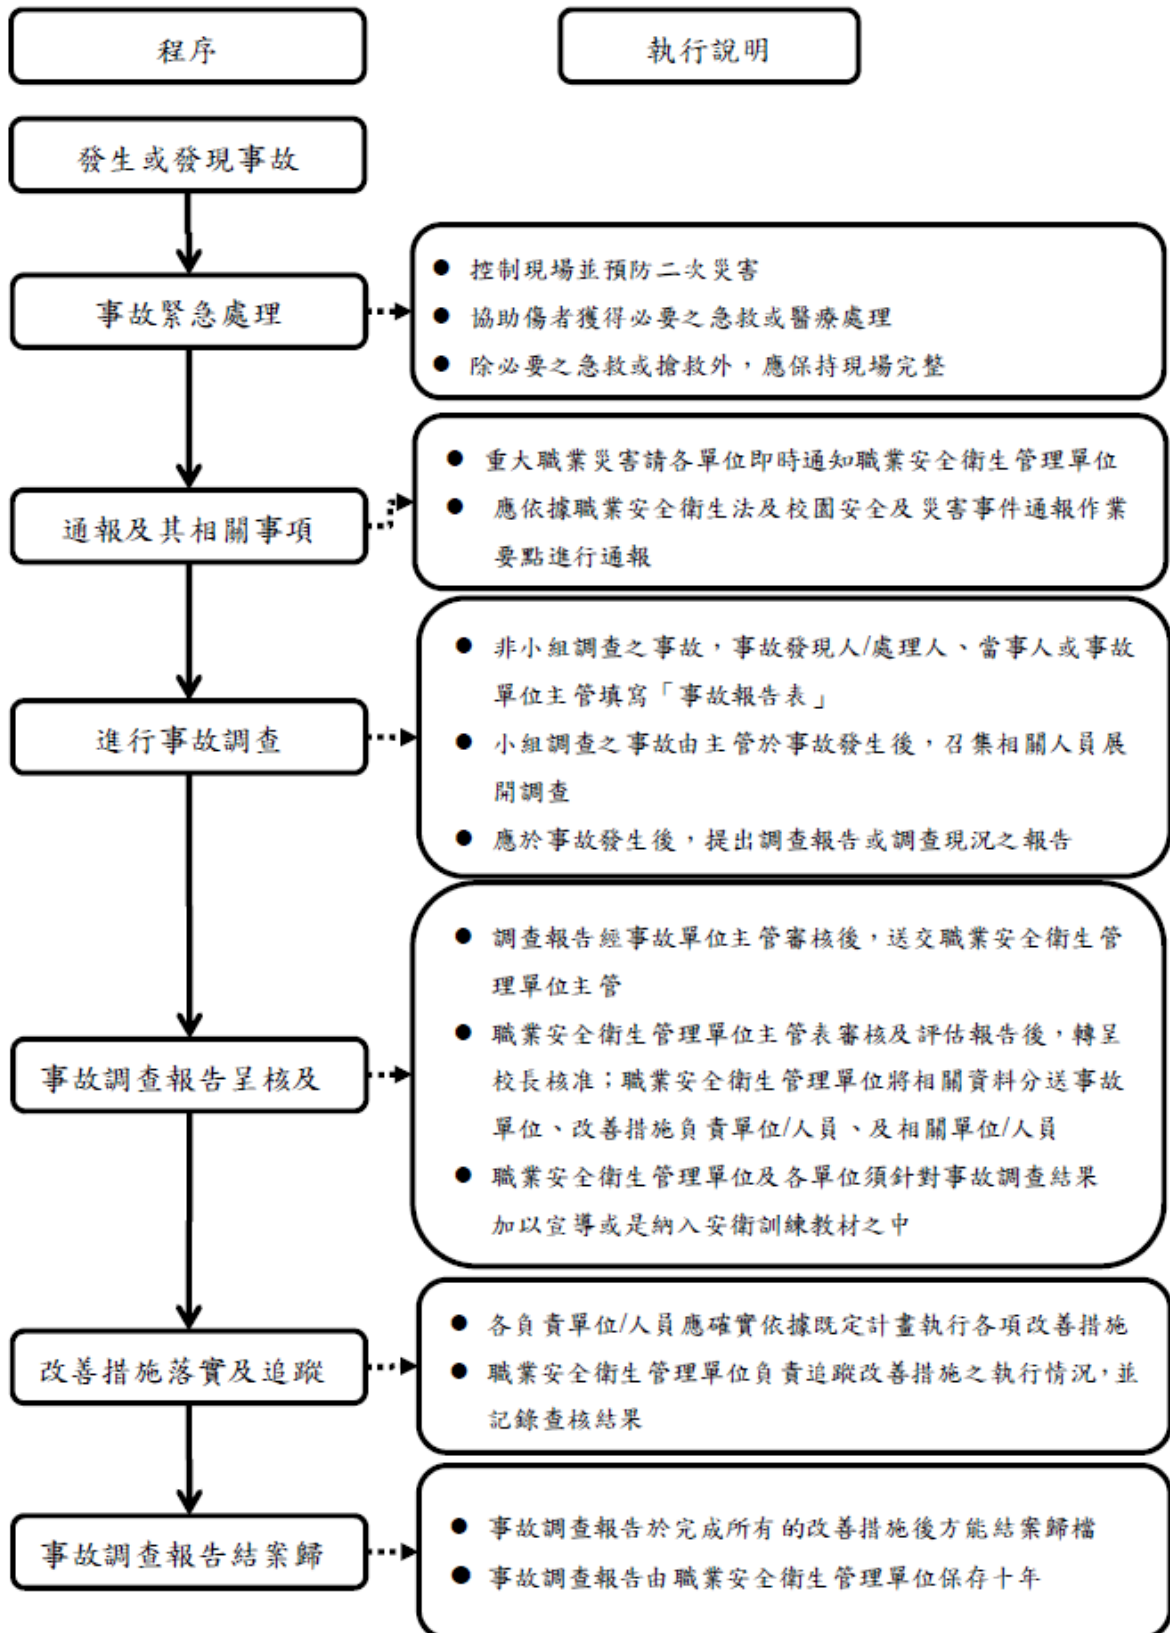 程序
執行說明
發生或發現事故
事故緊急處理
● 控制現場並預防二次災害
● 協助傷者獲得必要之急救或醫療處理
● 除必要之急救或搶救外，應保持現場完整
通報及其相關事項
● 重大職業災害請各單位即時通知職業安全衛生管理單位
● 應依據職業安全衛生法及校園安全及災害事件通報作業
要點進行通報
進行事故調查
● 非小組調查之事故，事故發現人/處理人、當事人或事故
單位主管填寫「事故報告表」
● 小組調查之事故由主管於事故發生後，召集相關人員展
開調查
● 應於事故發生後，提出調查報告或調查現況之報告
事故調查報告呈核及
● 調查報告經事故單位主管審核後，送交職業安全衛生管
理單位主管
● 職業安全衛生管理單位主管表審核及評估報告後，轉呈
校長核准；職業安全衛生管理單位將相關資料分送事故
單位、改善措施負責單位/人員、及相關單位/人員
● 職業安全衛生管理單位及各單位須針對事故調查結果
加以宣導或是納入安衛訓練教材之中
改善措施落實及追蹤
● 各負責單位/人員應確實依據既定計畫執行各項改善措施
● 職業安全衛生管理單位負責追蹤改善措施之執行情況，並
記錄查核結果
事故調查報告結案歸
● 事故調查報告於完成所有的改善措施後方能結案歸檔
● 事故調查報告由職業安全衛生管理單位保存十年